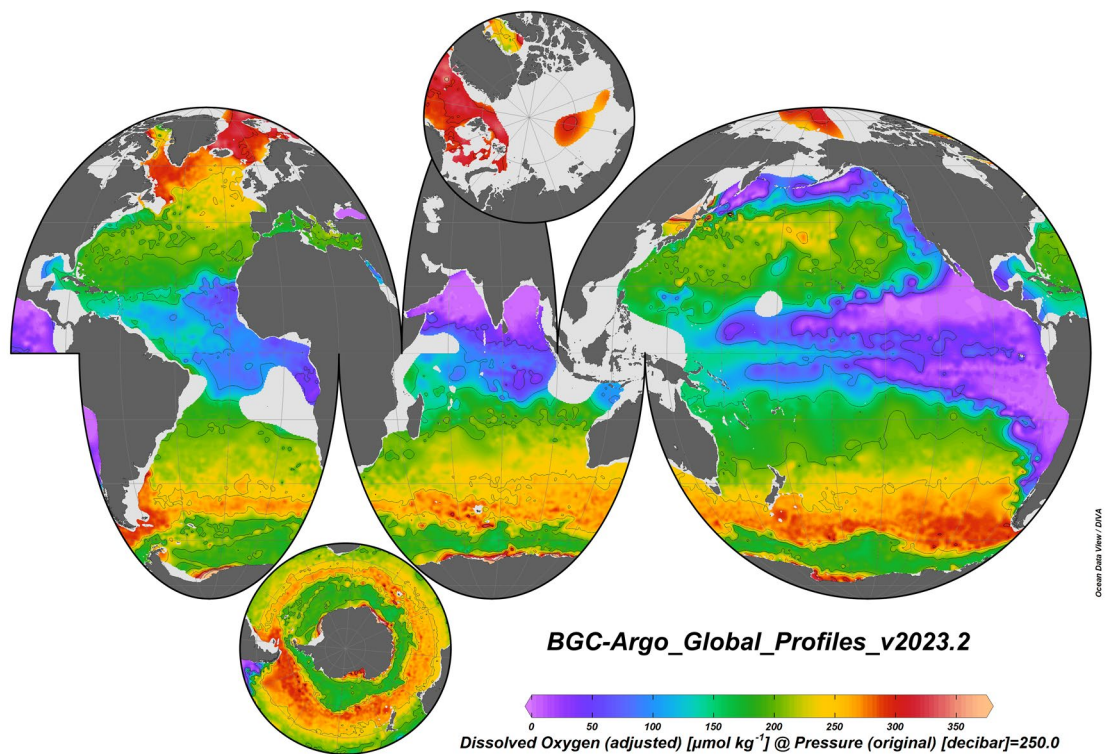 Ocean Data View / DIVA
BGC-Argo_Global_Profiles_v2023.2
0 50 100 150 200 250 300 350
Dissolved Oxygen (adjusted) [µmol kg⁻¹] @ Pressure (original) [decibar]=250.0